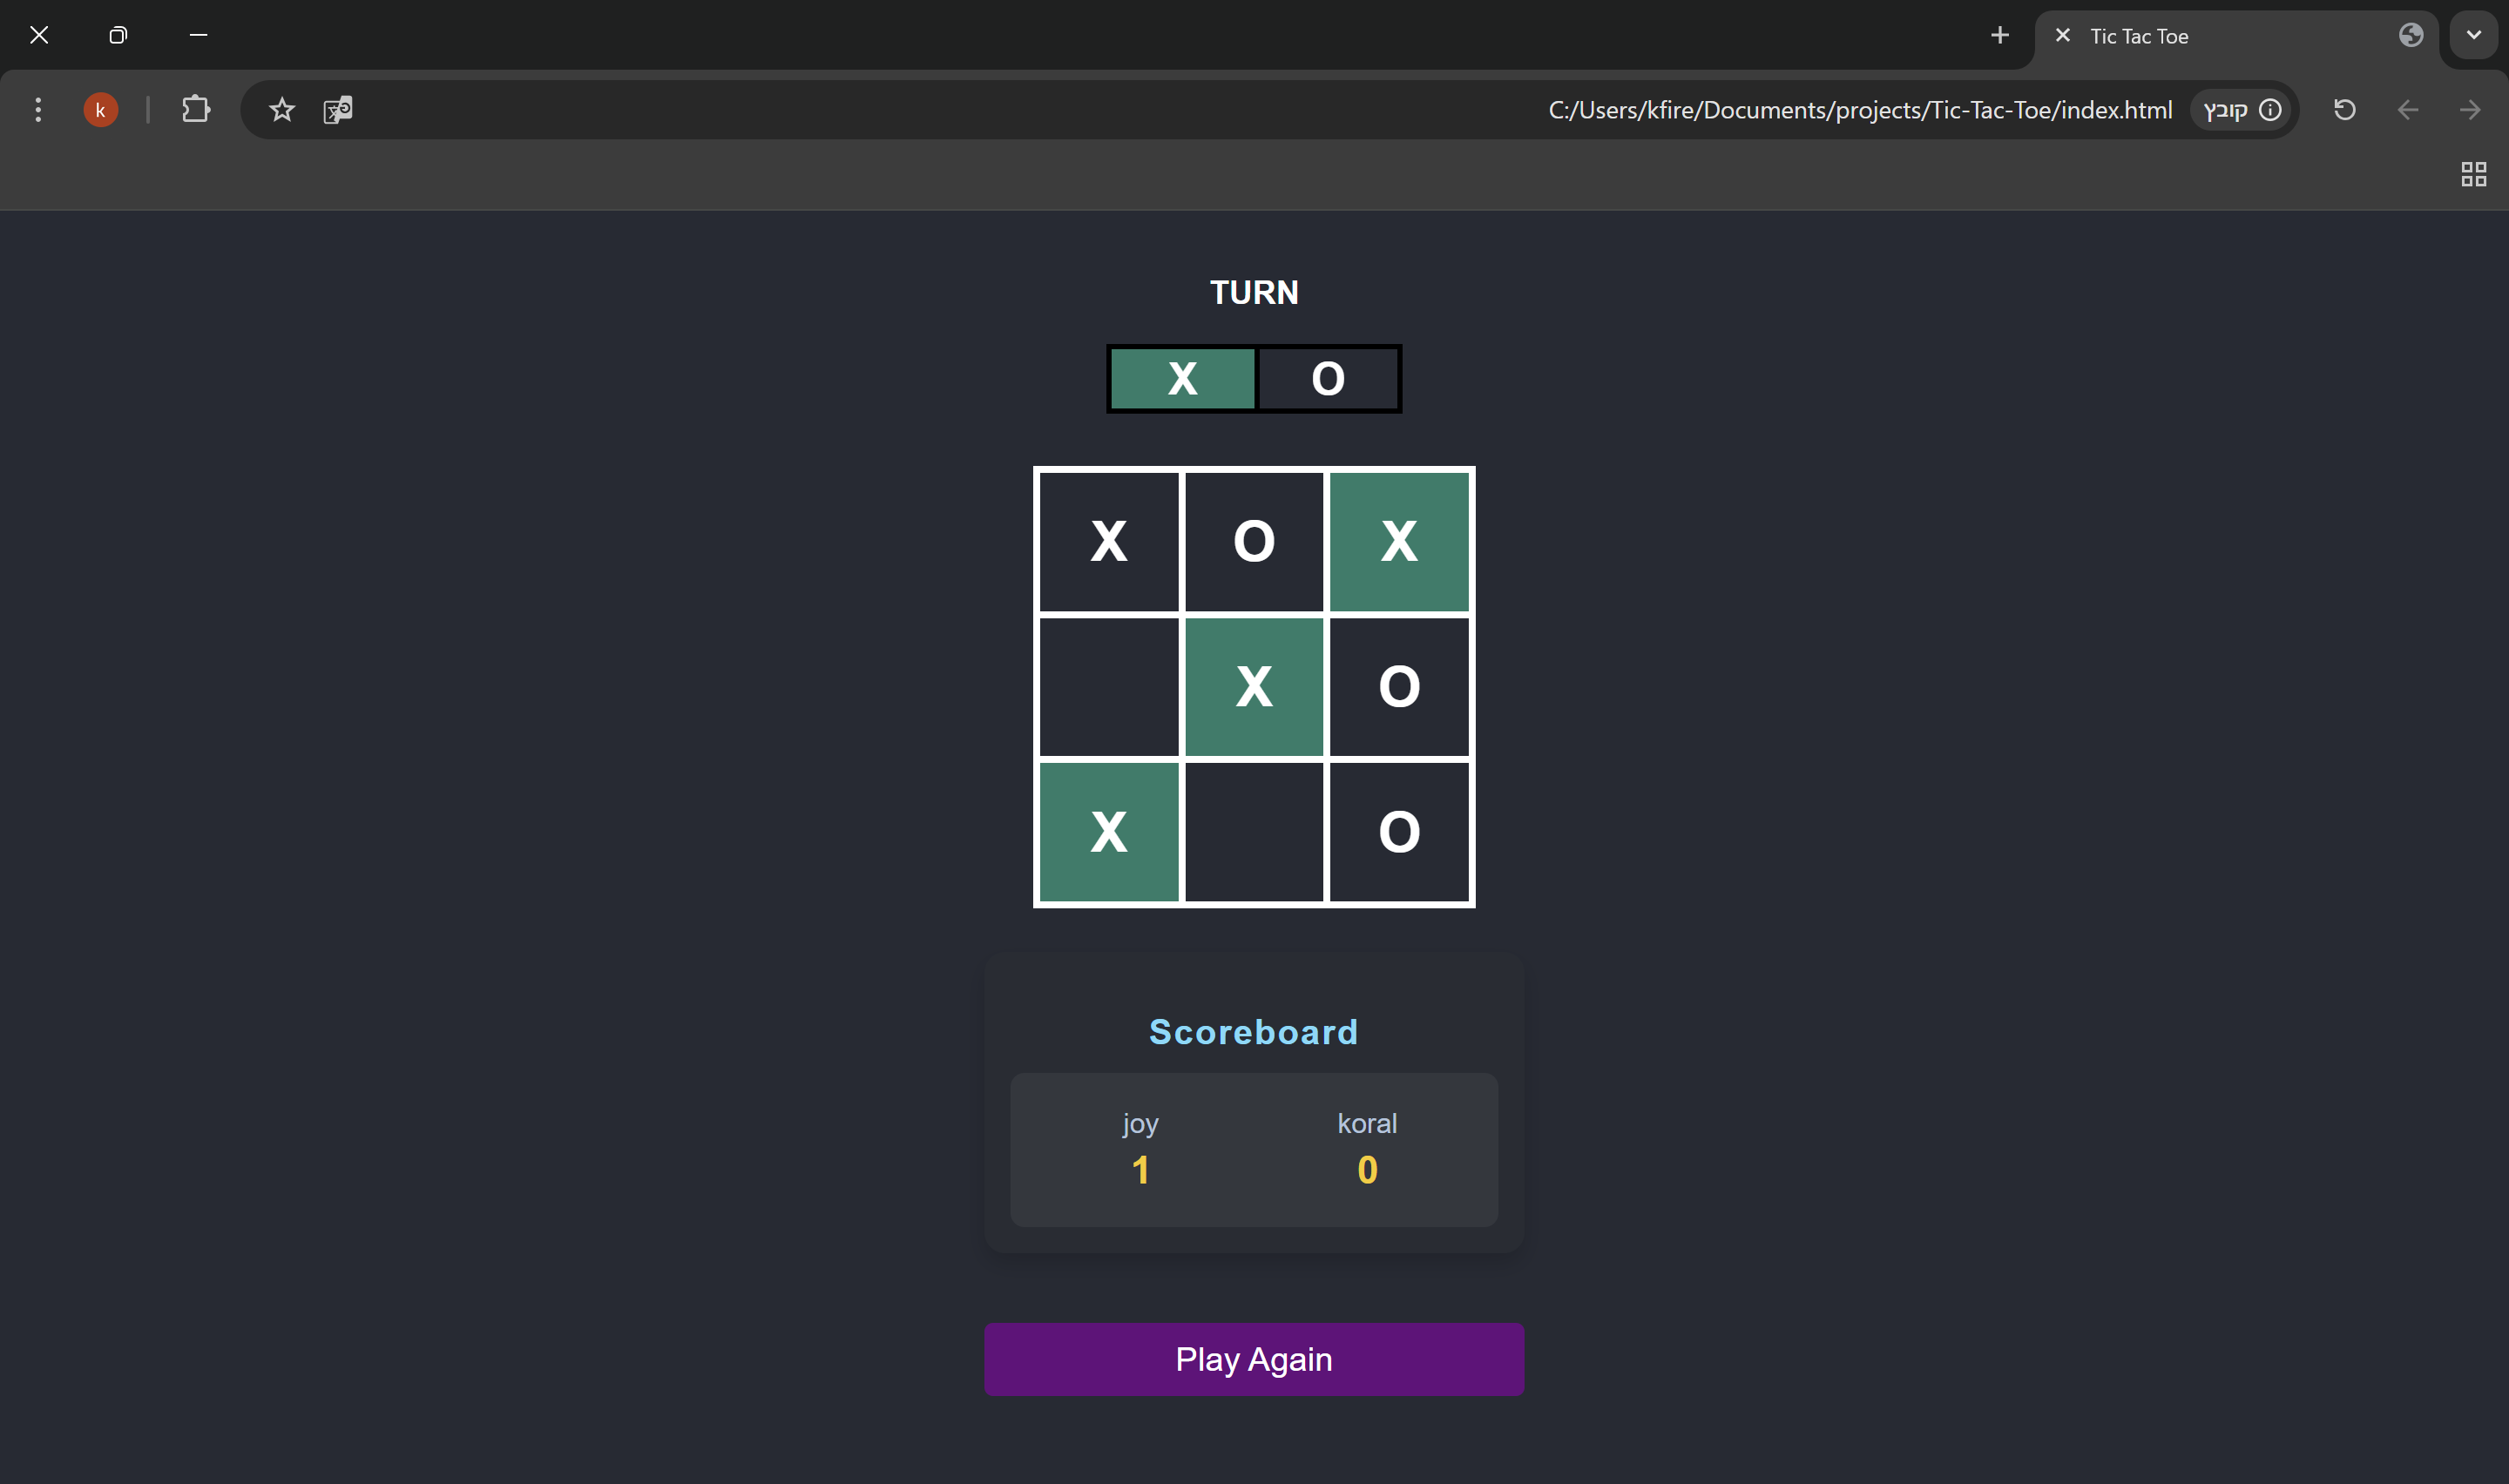 Tic Tac Toe
k
C:/Users/kfire/Documents/projects/Tic-Tac-Toe/index.html קובץ
TURN
X O
X O X
X O
X O
Scoreboard
joy koral
1 0
Play Again